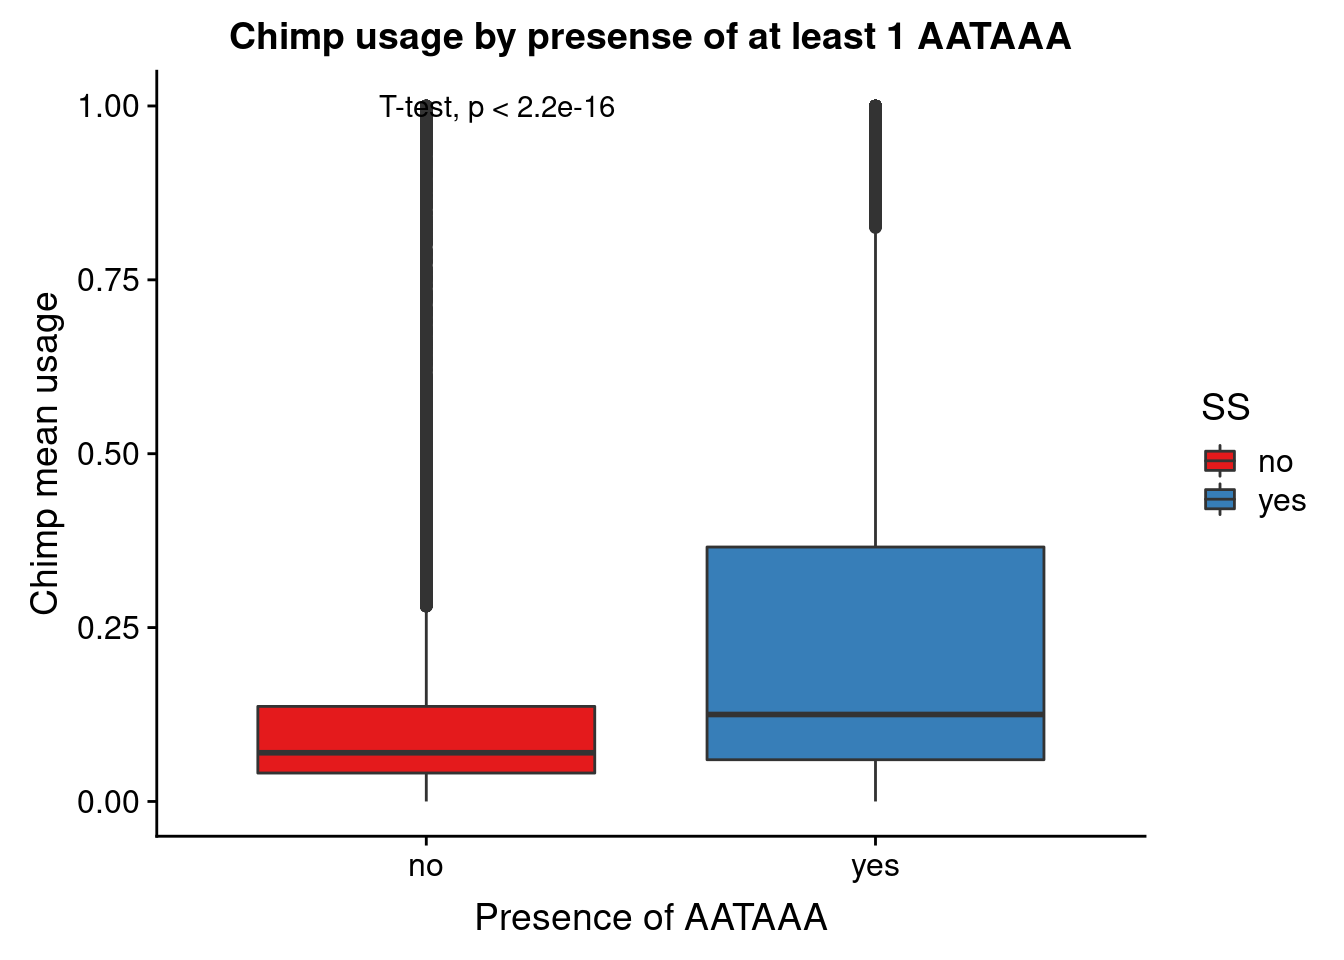 Chimp usage by presense of at least 1 AATAAA
T-test, p < 2.2e-16
1.00
0.75
0.50
0.25
0.00
Chimp mean usage
no
yes
Presence of AATAAA
SS
no
yes